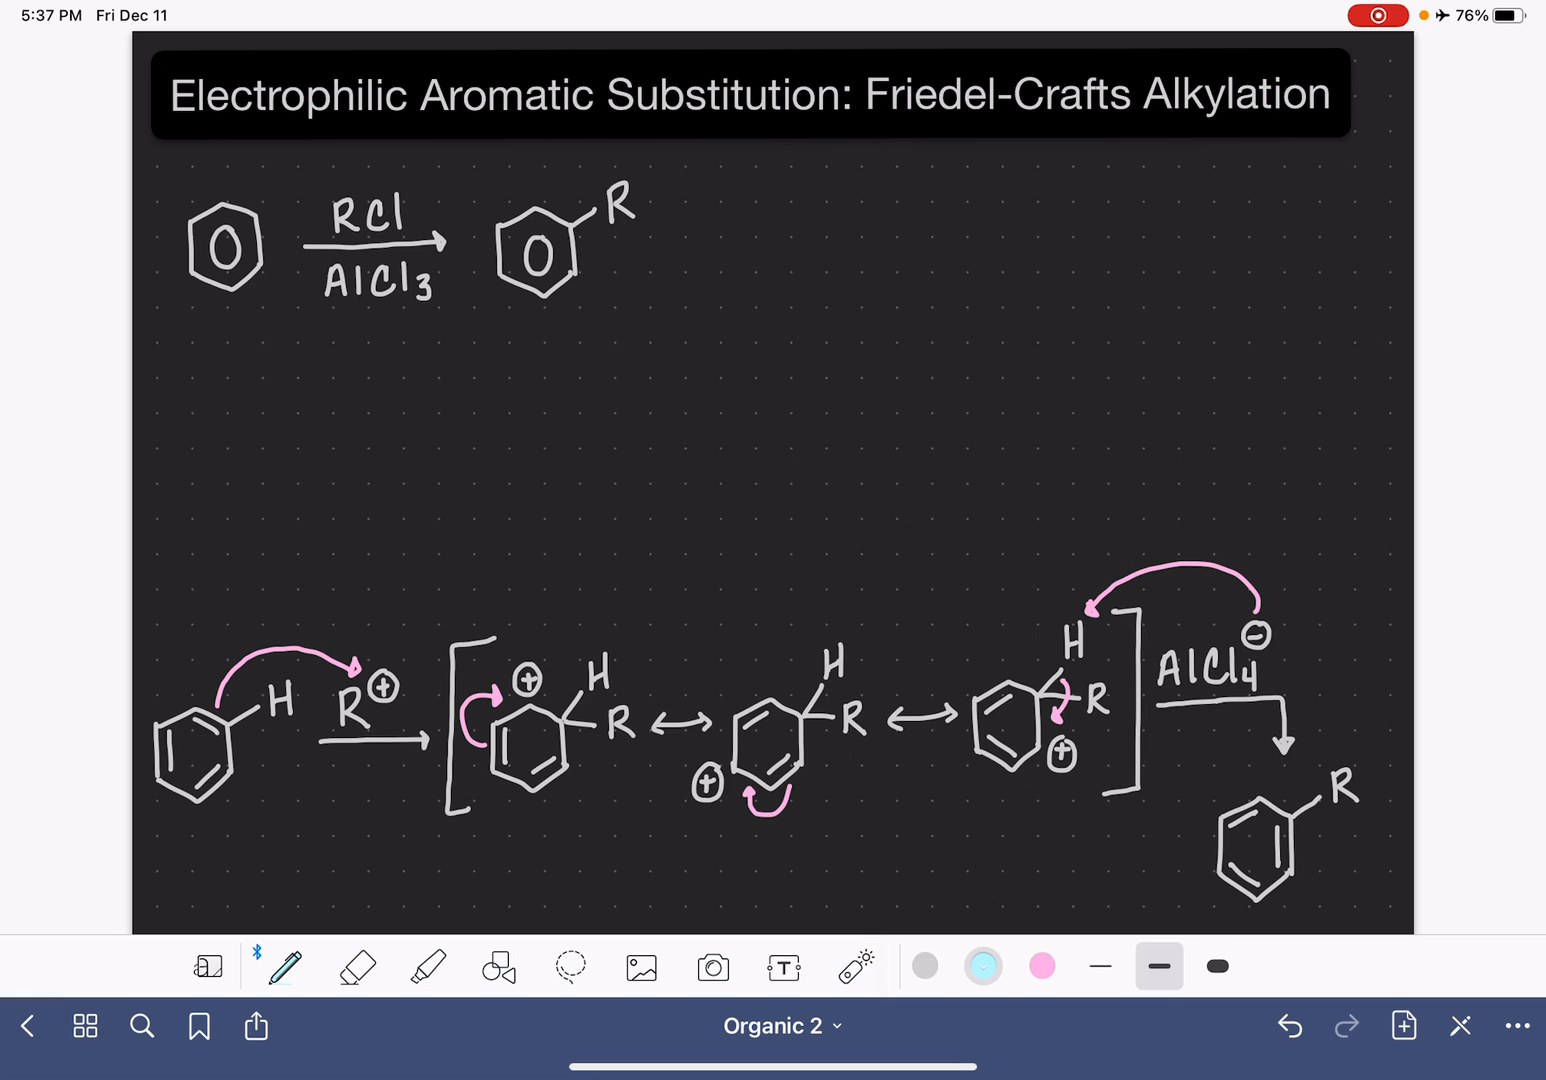 5:37 PM Fri Dec 11
76%
Electrophilic Aromatic Substitution: Friedel-Crafts Alkylation
RCl
AlCl3
R
H R⊕
⊕ H
R
H
R
⊕
H
R
⊕
AlCl4⊖
R
T
Organic 2